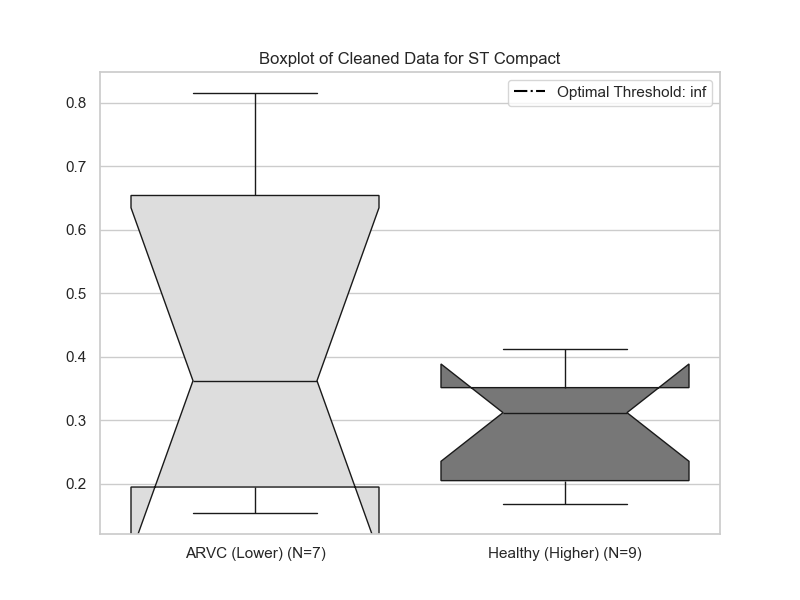 Boxplot of Cleaned Data for ST Compact
Optimal Threshold: inf
0.8
0.7
0.6
0.5
0.4
0.3
0.2
ARVC (Lower) (N=7)
Healthy (Higher) (N=9)